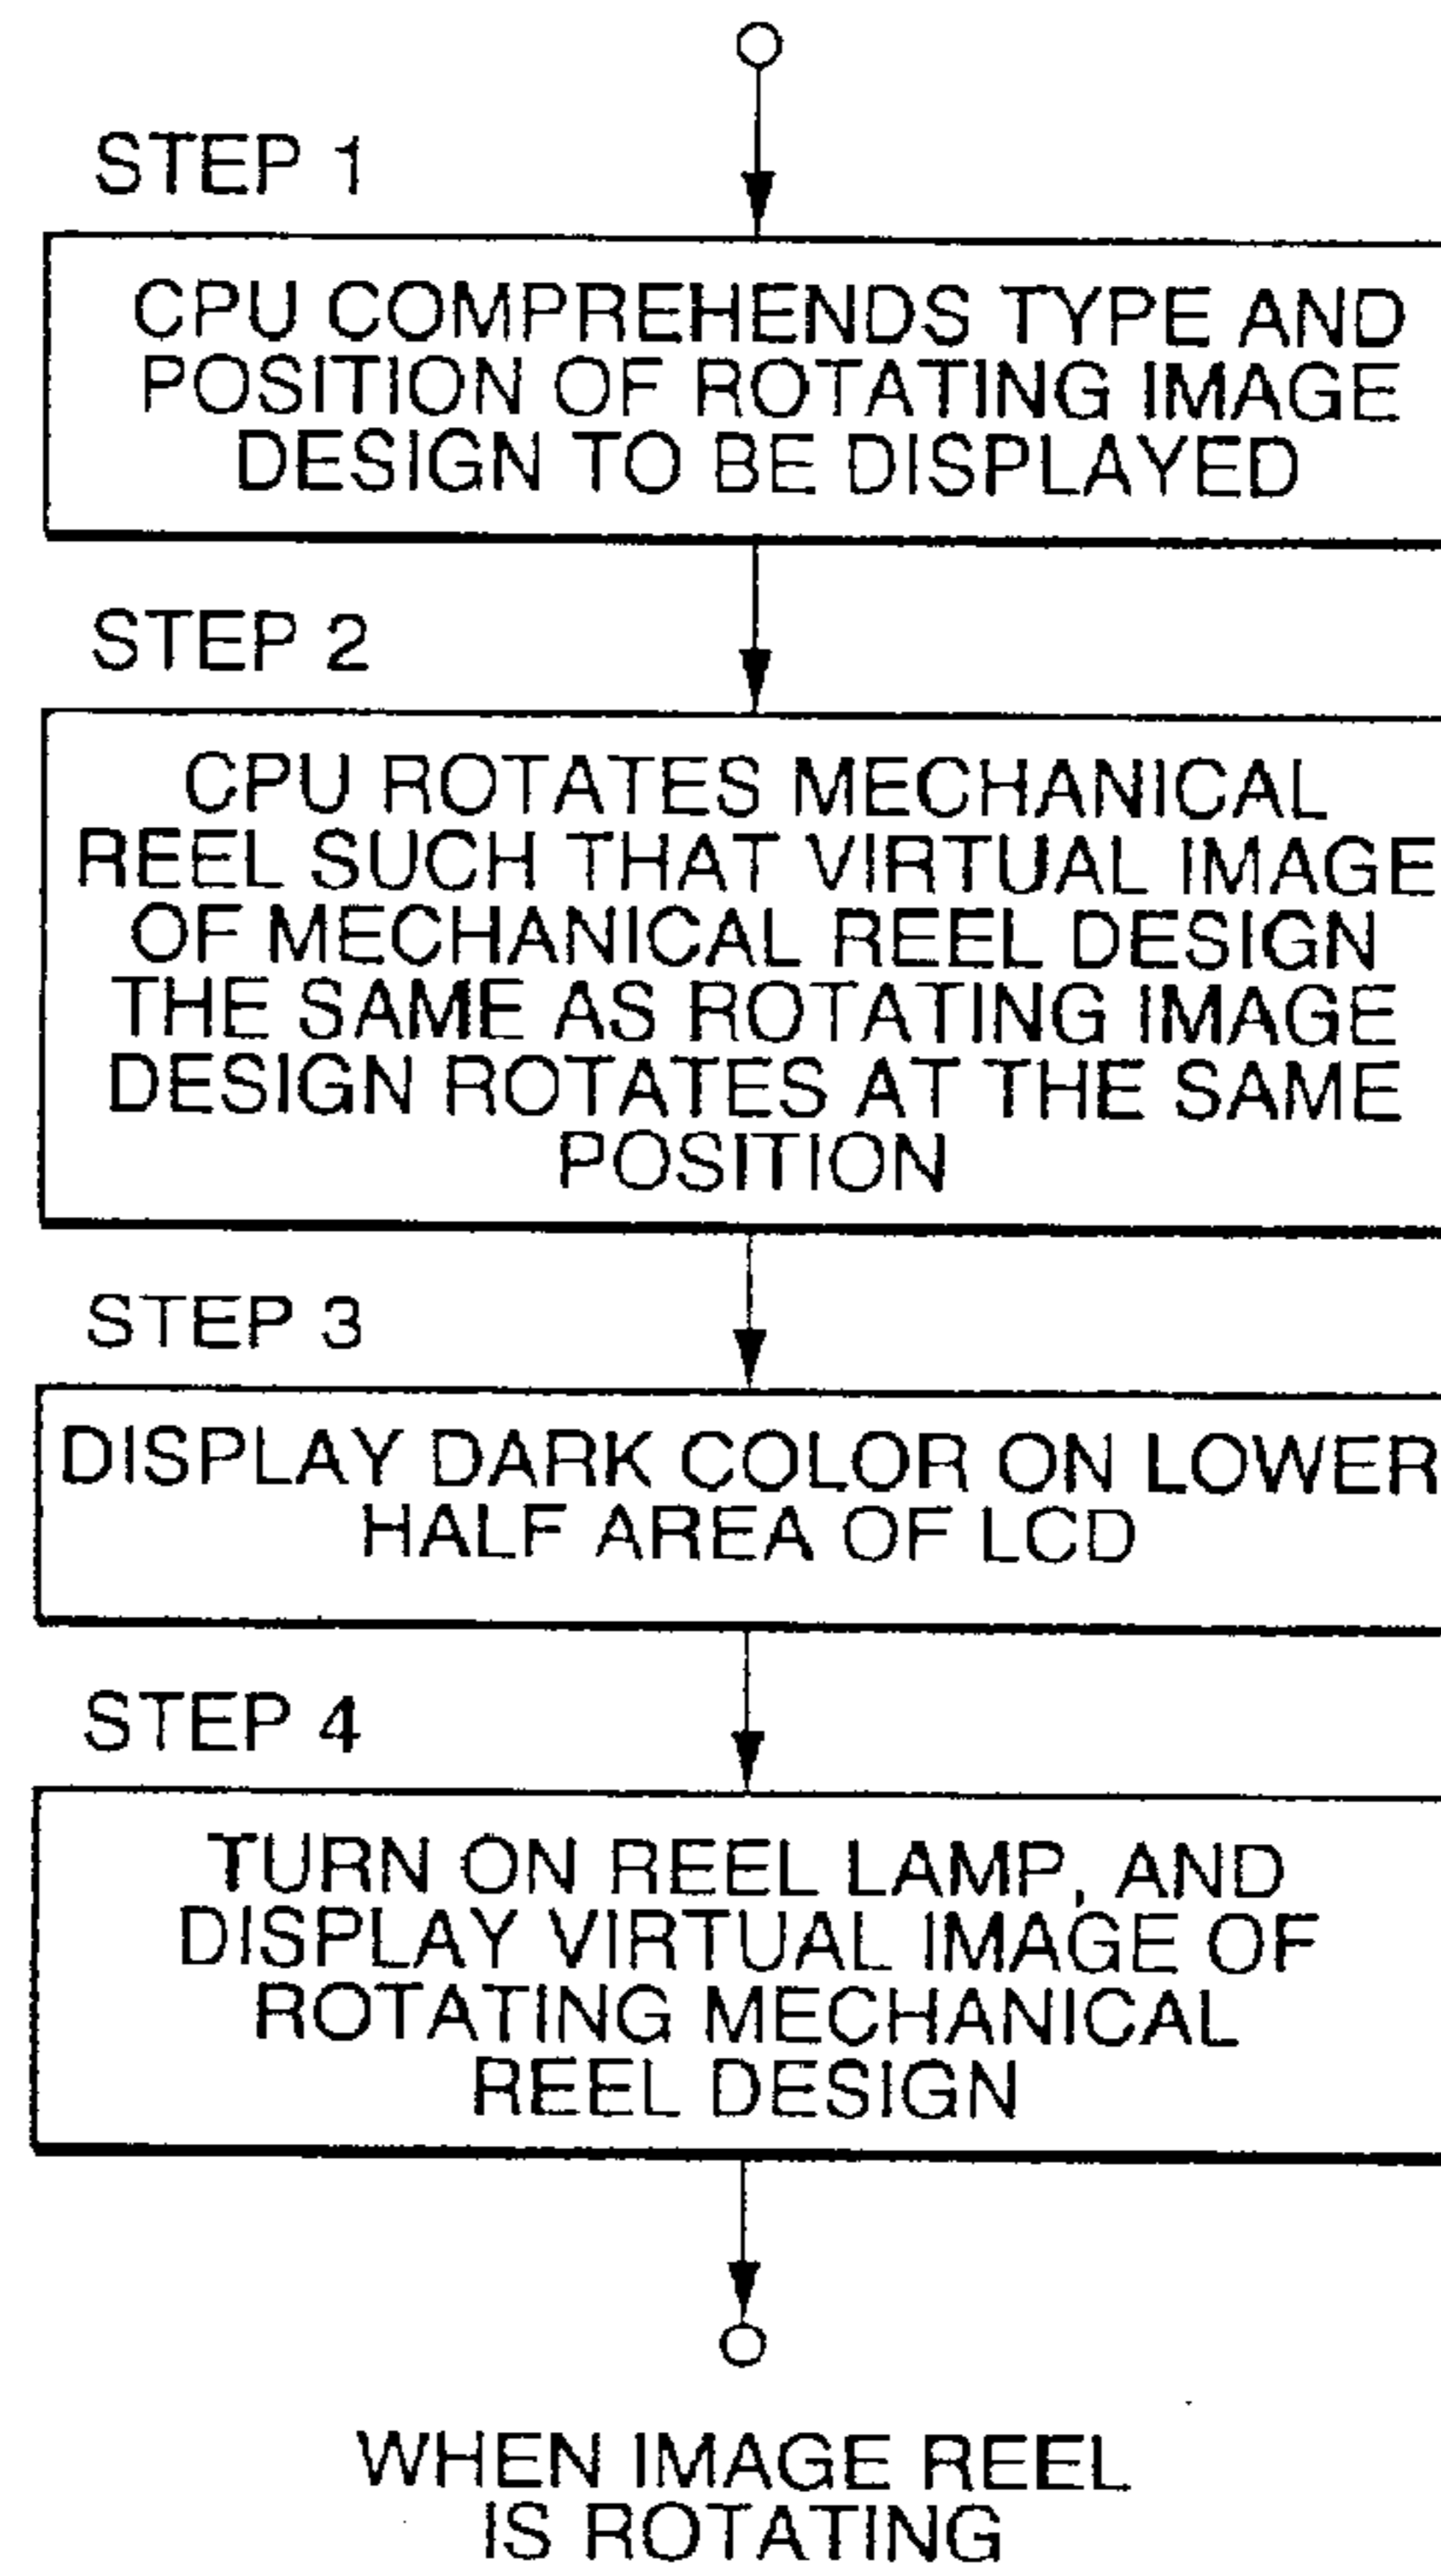 STEP 1
CPU COMPREHENDS TYPE AND
POSITION OF ROTATING IMAGE
DESIGN TO BE DISPLAYED
STEP 2
CPU ROTATES MECHANICAL
REEL SUCH THAT VIRTUAL IMAGE
OF MECHANICAL REEL DESIGN
THE SAME AS ROTATING IMAGE
DESIGN ROTATES AT THE SAME
POSITION
STEP 3
DISPLAY DARK COLOR ON LOWER
HALF AREA OF LCD
STEP 4
TURN ON REEL LAMP, AND
DISPLAY VIRTUAL IMAGE OF
ROTATING MECHANICAL
REEL DESIGN
WHEN IMAGE REEL
IS ROTATING